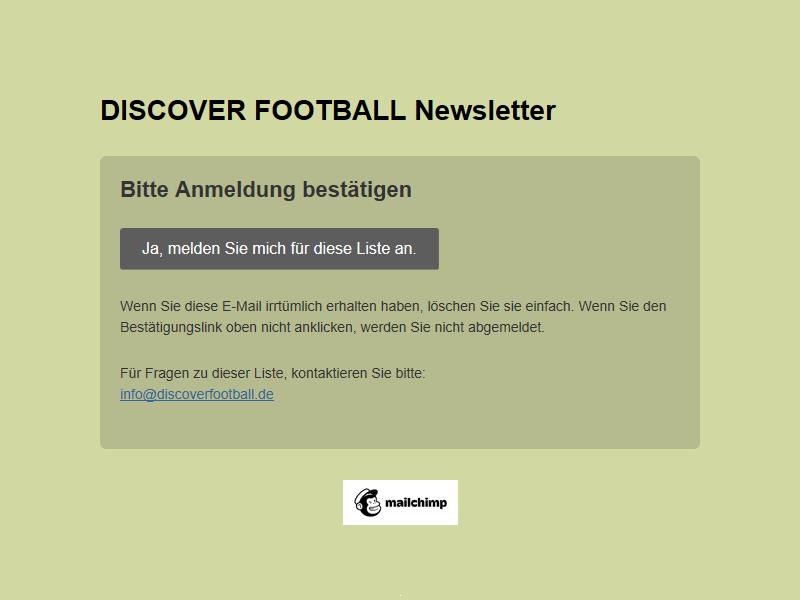 DISCOVER FOOTBALL Newsletter
Bitte Anmeldung bestätigen
Ja, melden Sie mich für diese Liste an.
Wenn Sie diese E-Mail irrtümlich erhalten haben, löschen Sie sie einfach. Wenn Sie den
Bestätigungslink oben nicht anklicken, werden Sie nicht abgemeldet.
Für Fragen zu dieser Liste, kontaktieren Sie bitte:
info@discoverfootball.de
mailchimp